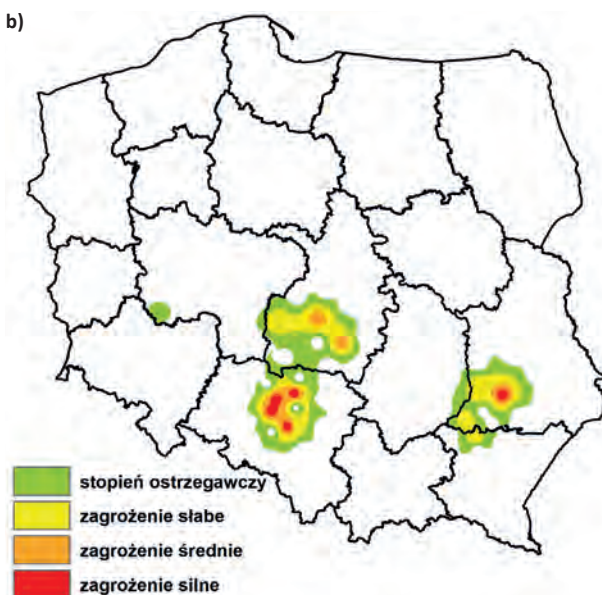 b)
stopień ostrzegawczy
zagrożenie słabe
zagrożenie średnie
zagrożenie silne